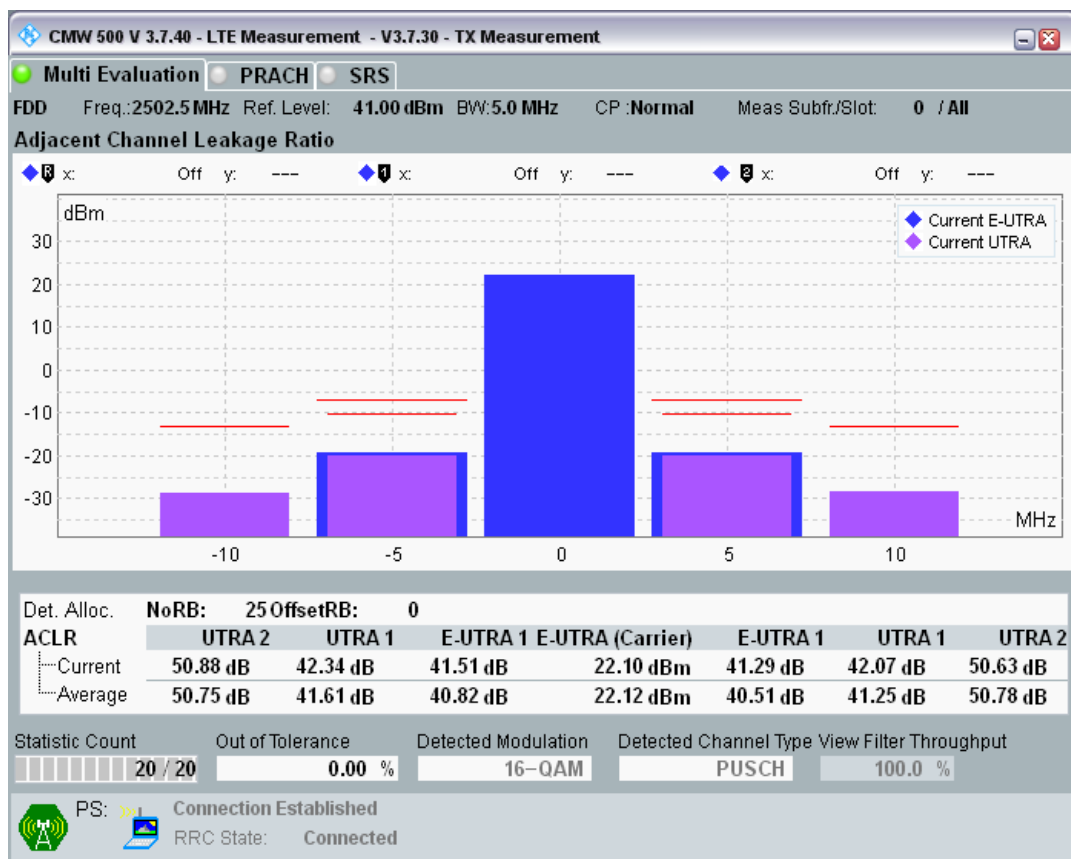 CMW 500 V 3.7.40 - LTE Measurement - V3.7.30 - TX Measurement
Multi Evaluation PRACH SRS
FDD Freq.:2502.5 MHz Ref. Level: 41.00 dBm BW:5.0 MHz CP :Normal Meas Subfr./Slot: 0 / All
Adjacent Channel Leakage Ratio
R x: Off y: --- 1 x: Off y: --- 2 x: Off y: ---
dBm
Current E-UTRA
Current UTRA
30
20
10
0
-10
-20
-30
MHz
-10 -5 0 5 10
Det. Alloc. NoRB: 25 OffsetRB: 0
ACLR UTRA 2 UTRA 1 E-UTRA 1 E-UTRA (Carrier) E-UTRA 1 UTRA 1 UTRA 2
Current 50.88 dB 42.34 dB 41.51 dB 22.10 dBm 41.29 dB 42.07 dB 50.63 dB
Average 50.75 dB 41.61 dB 40.82 dB 22.12 dBm 40.51 dB 41.25 dB 50.78 dB
Statistic Count Out of Tolerance Detected Modulation Detected Channel Type View Filter Throughput
20 / 20 0.00 % 16-QAM PUSCH 100.0 %
PS: Connection Established
RRC State: Connected